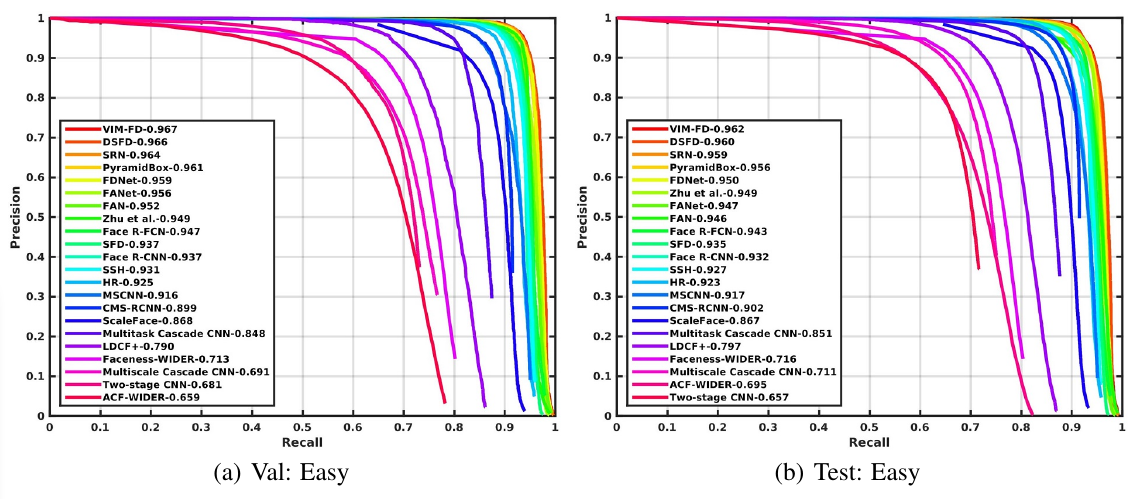 1
0.9
0.8
0.7
0.6
0.5
0.4
0.3
0.2
0.1
0
Precision
VIM-FD-0.967
DSFD-0.966
SRN-0.964
PyramidBox-0.961
FDNet-0.959
FANet-0.956
FAN-0.952
Zhu et al.-0.949
Face R-FCN-0.947
SFD-0.937
Face R-CNN-0.937
SSH-0.931
HR-0.925
MSCNN-0.916
CMS-RCNN-0.899
ScaleFace-0.868
Multitask Cascade CNN-0.848
LDCF+-0.790
Faceness-WIDER-0.713
Multiscale Cascade CNN-0.691
Two-stage CNN-0.681
ACF-WIDER-0.659
0 0.1 0.2 0.3 0.4 0.5 0.6 0.7 0.8 0.9 1
Recall
(a) Val: Easy
1
0.9
0.8
0.7
0.6
0.5
0.4
0.3
0.2
0.1
0
Precision
VIM-FD-0.962
DSFD-0.960
SRN-0.959
PyramidBox-0.956
FDNet-0.950
Zhu et al.-0.949
FANet-0.947
FAN-0.946
Face R-FCN-0.943
SFD-0.935
Face R-CNN-0.932
SSH-0.927
HR-0.923
MSCNN-0.917
CMS-RCNN-0.902
ScaleFace-0.867
Multitask Cascade CNN-0.851
LDCF+-0.797
Faceness-WIDER-0.716
Multiscale Cascade CNN-0.711
ACF-WIDER-0.695
Two-stage CNN-0.657
0 0.1 0.2 0.3 0.4 0.5 0.6 0.7 0.8 0.9 1
Recall
(b) Test: Easy